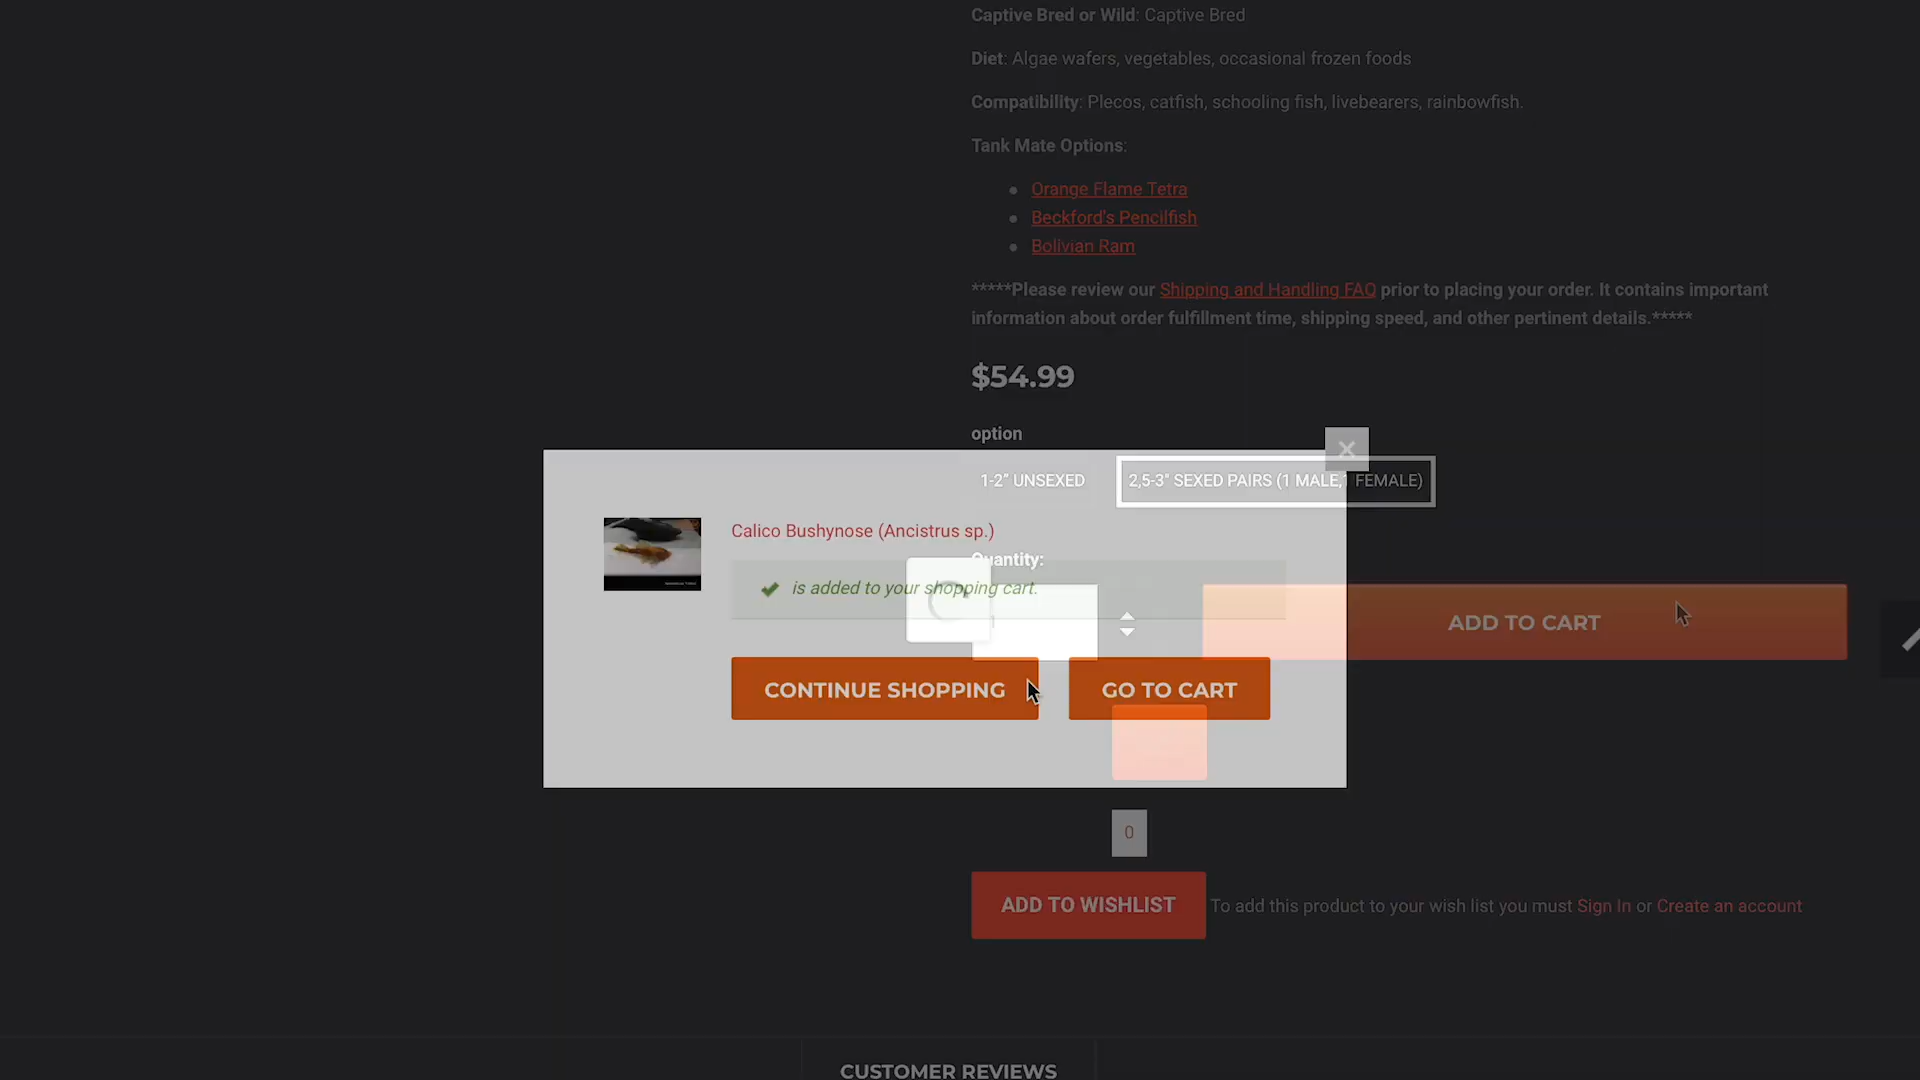 Captive Bred or Wild: Captive Bred
Diet: Algae wafers, vegetables, occasional frozen foods
Compatibility: Plecos, catfish, schooling fish, livebearers, rainbowfish.
Tank Mate Options:
Orange Flame Tetra
Beckford's Pencilfish
Bolivian Ram
*****Please review our Shipping and Handling FAQ prior to placing your order. It contains important
information about order fulfillment time, shipping speed, and other pertinent details.*****
$54.99
option
1-2" UNSEXED
2,5-3" SEXED PAIRS (1 MALE,1 FEMALE)
Calico Bushynose (Ancistrus sp.)
Quantity:
is added to your shopping cart.
ADD TO CART
CONTINUE SHOPPING
GO TO CART
0
ADD TO WISHLIST
To add this product to your wish list you must Sign In or Create an account
CUSTOMER REVIEWS